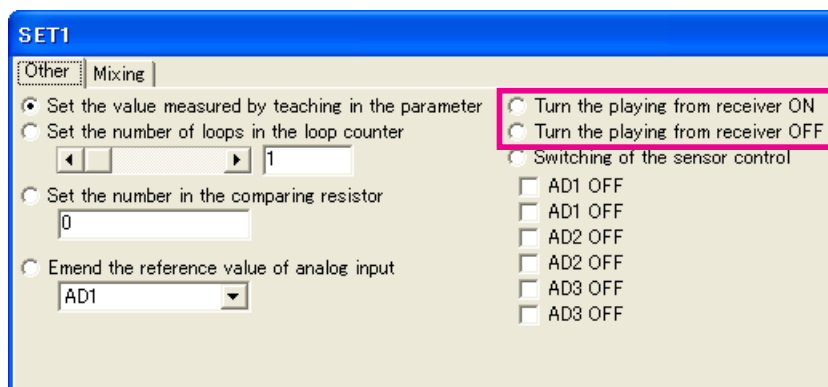 SET1
Other
Mixing
Set the value measured by teaching in the parameter
Set the number of loops in the loop counter
1
Set the number in the comparing resistor
0
Emend the reference value of analog input
AD1
Turn the playing from receiver ON
Turn the playing from receiver OFF
Switching of the sensor control
AD1 OFF
AD1 OFF
AD2 OFF
AD2 OFF
AD3 OFF
AD3 OFF